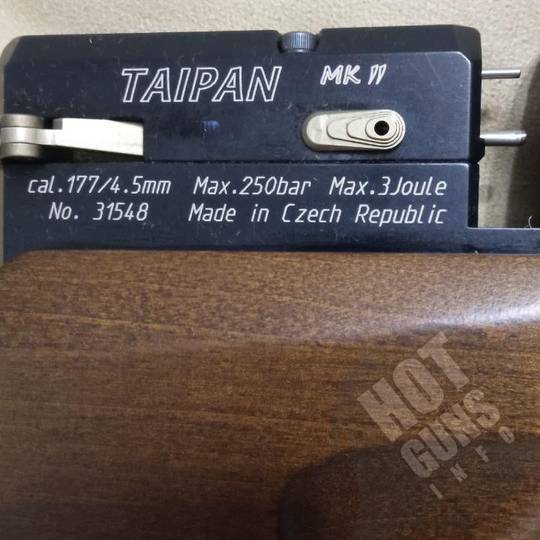 TAIPAN MK II
cal.177/4.5mm Max.250bar Max.3Joule
No. 31548 Made in Czech Republic
HOT
GUNS
INFO